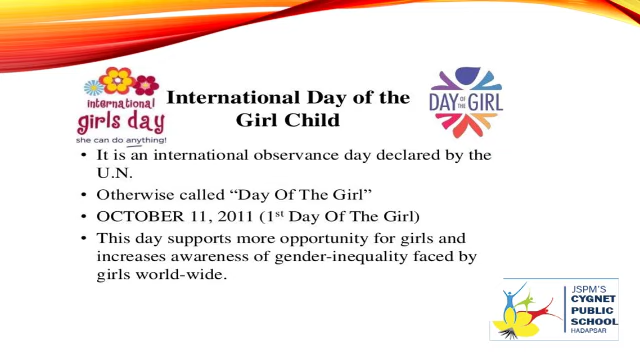 international
girls day
she can do anything!
International Day of the
Girl Child
DAY OF THE GIRL
• It is an international observance day declared by the
U.N.
• Otherwise called “Day Of The Girl”
• OCTOBER 11, 2011 (1st Day Of The Girl)
• This day supports more opportunity for girls and
increases awareness of gender-inequality faced by
girls world-wide.
JSPM'S
CYGNET
PUBLIC
SCHOOL
HADAPSAR